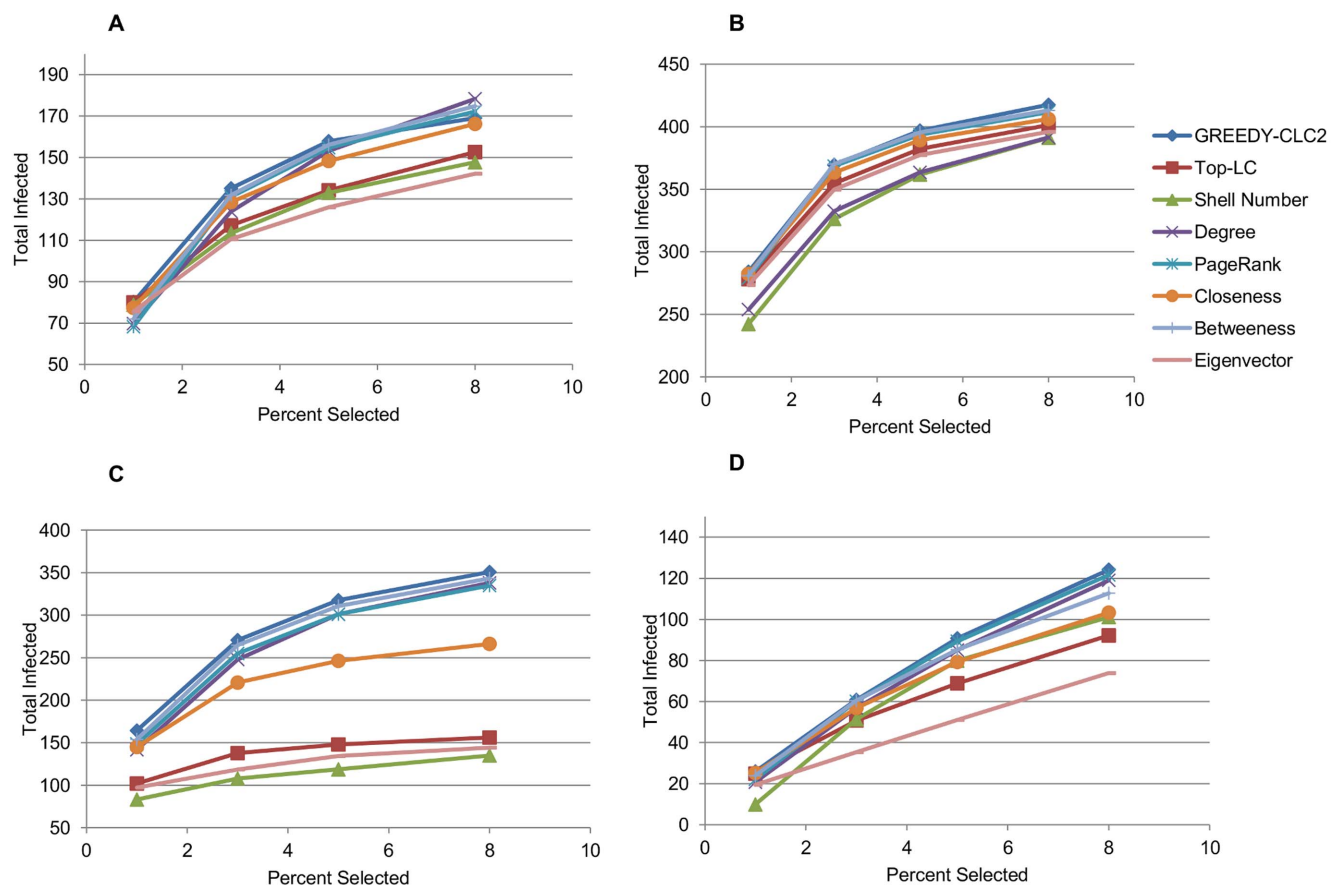 A
190
170
150
130
110
90
70
50
0 2 4 6 8 10
Total Infected
Percent Selected
B
450
400
350
300
250
200
0 2 4 6 8 10
Total Infected
Percent Selected
GREEDY-CLC2
Top-LC
Shell Number
Degree
PageRank
Closeness
Betweeness
Eigenvector
C
400
350
300
250
200
150
100
50
0 2 4 6 8 10
Total Infected
Percent Selected
D
140
120
100
80
60
40
20
0
0 2 4 6 8 10
Total Infected
Percent Selected